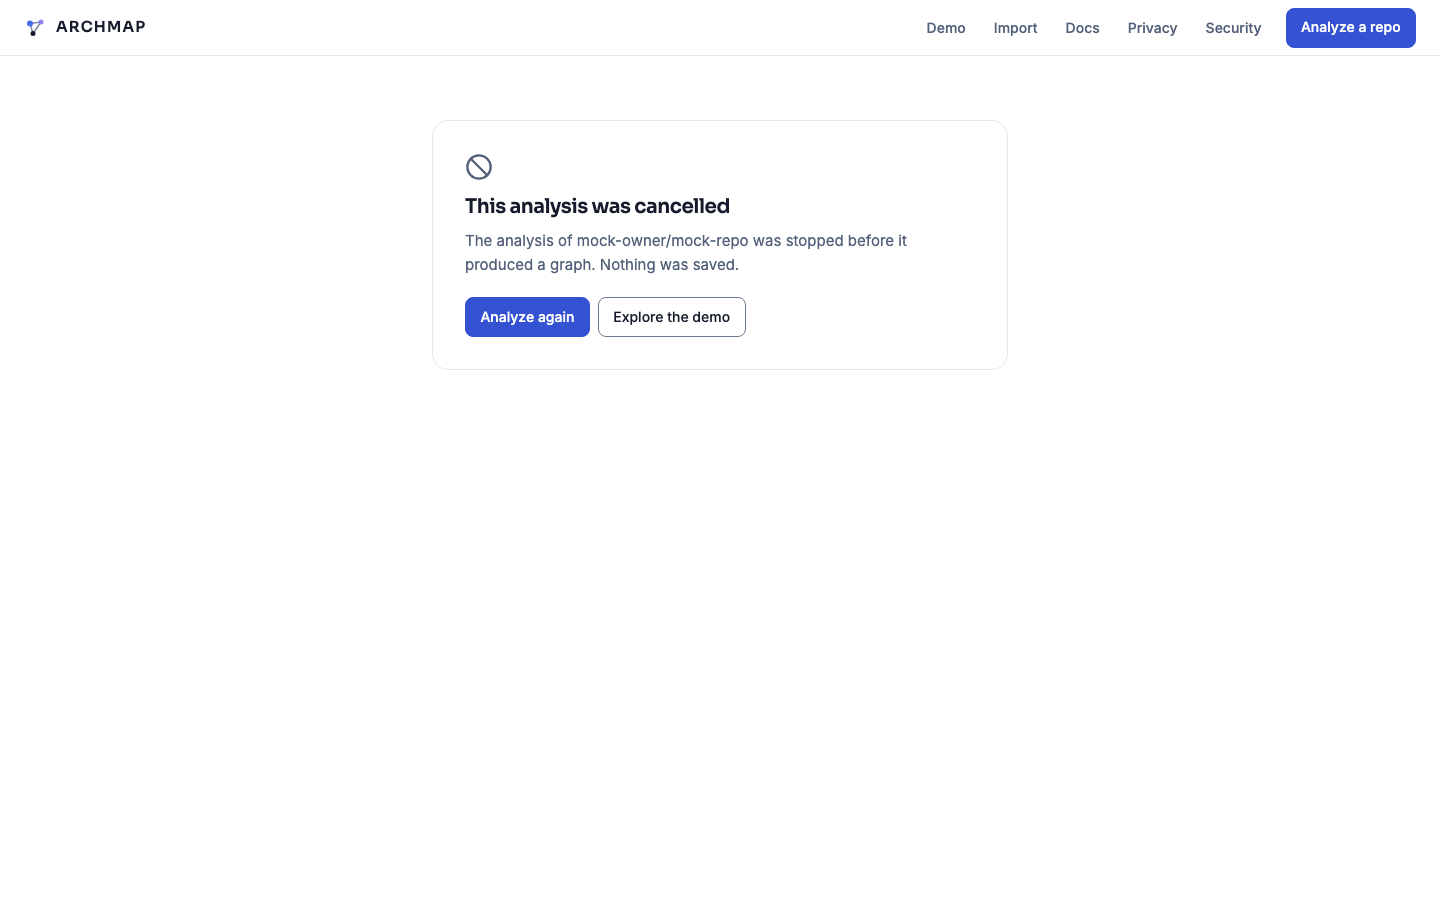 ARCHMAP
Demo Import Docs Privacy Security Analyze a repo
This analysis was cancelled
The analysis of mock-owner/mock-repo was stopped before it
produced a graph. Nothing was saved.
Analyze again Explore the demo